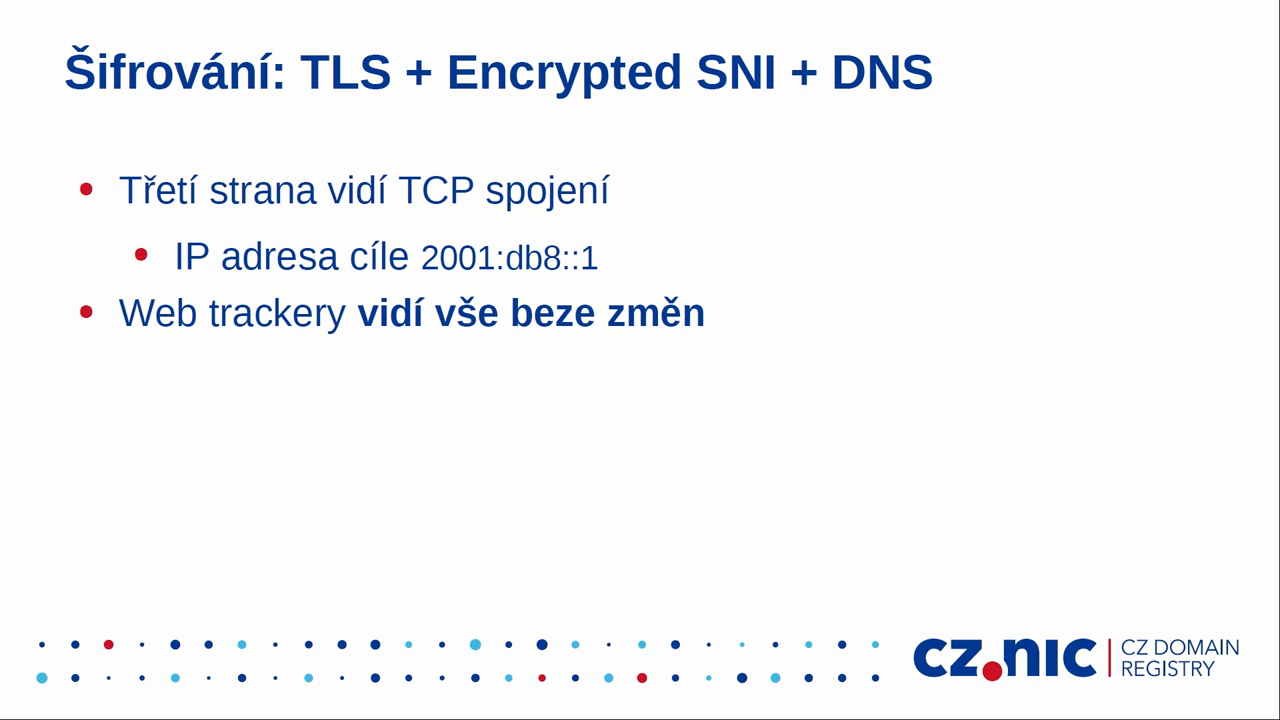 Šifrování: TLS + Encrypted SNI + DNS
Třetí strana vidí TCP spojení
IP adresa cíle 2001:db8::1
Web trackery vidí vše beze změn
CZ.NIC
CZ DOMAIN
REGISTRY